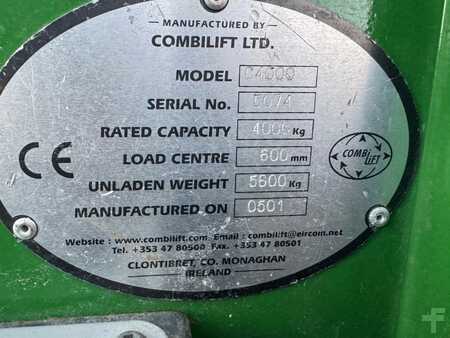 MANUFACTURED BY
COMBILIFT LTD.
MODEL C4000
SERIAL No. 5074
RATED CAPACITY 4000 Kg
LOAD CENTRE 600 mm
UNLADEN WEIGHT 5600 Kg
MANUFACTURED ON 0501
CE
COMBi LiFT
Website : www.combilift.com Email : combilift@eircom.net
Tel. +353 47 80500 Fax. +353 47 80501
CLONTIBRET, CO. MONAGHAN
IRELAND